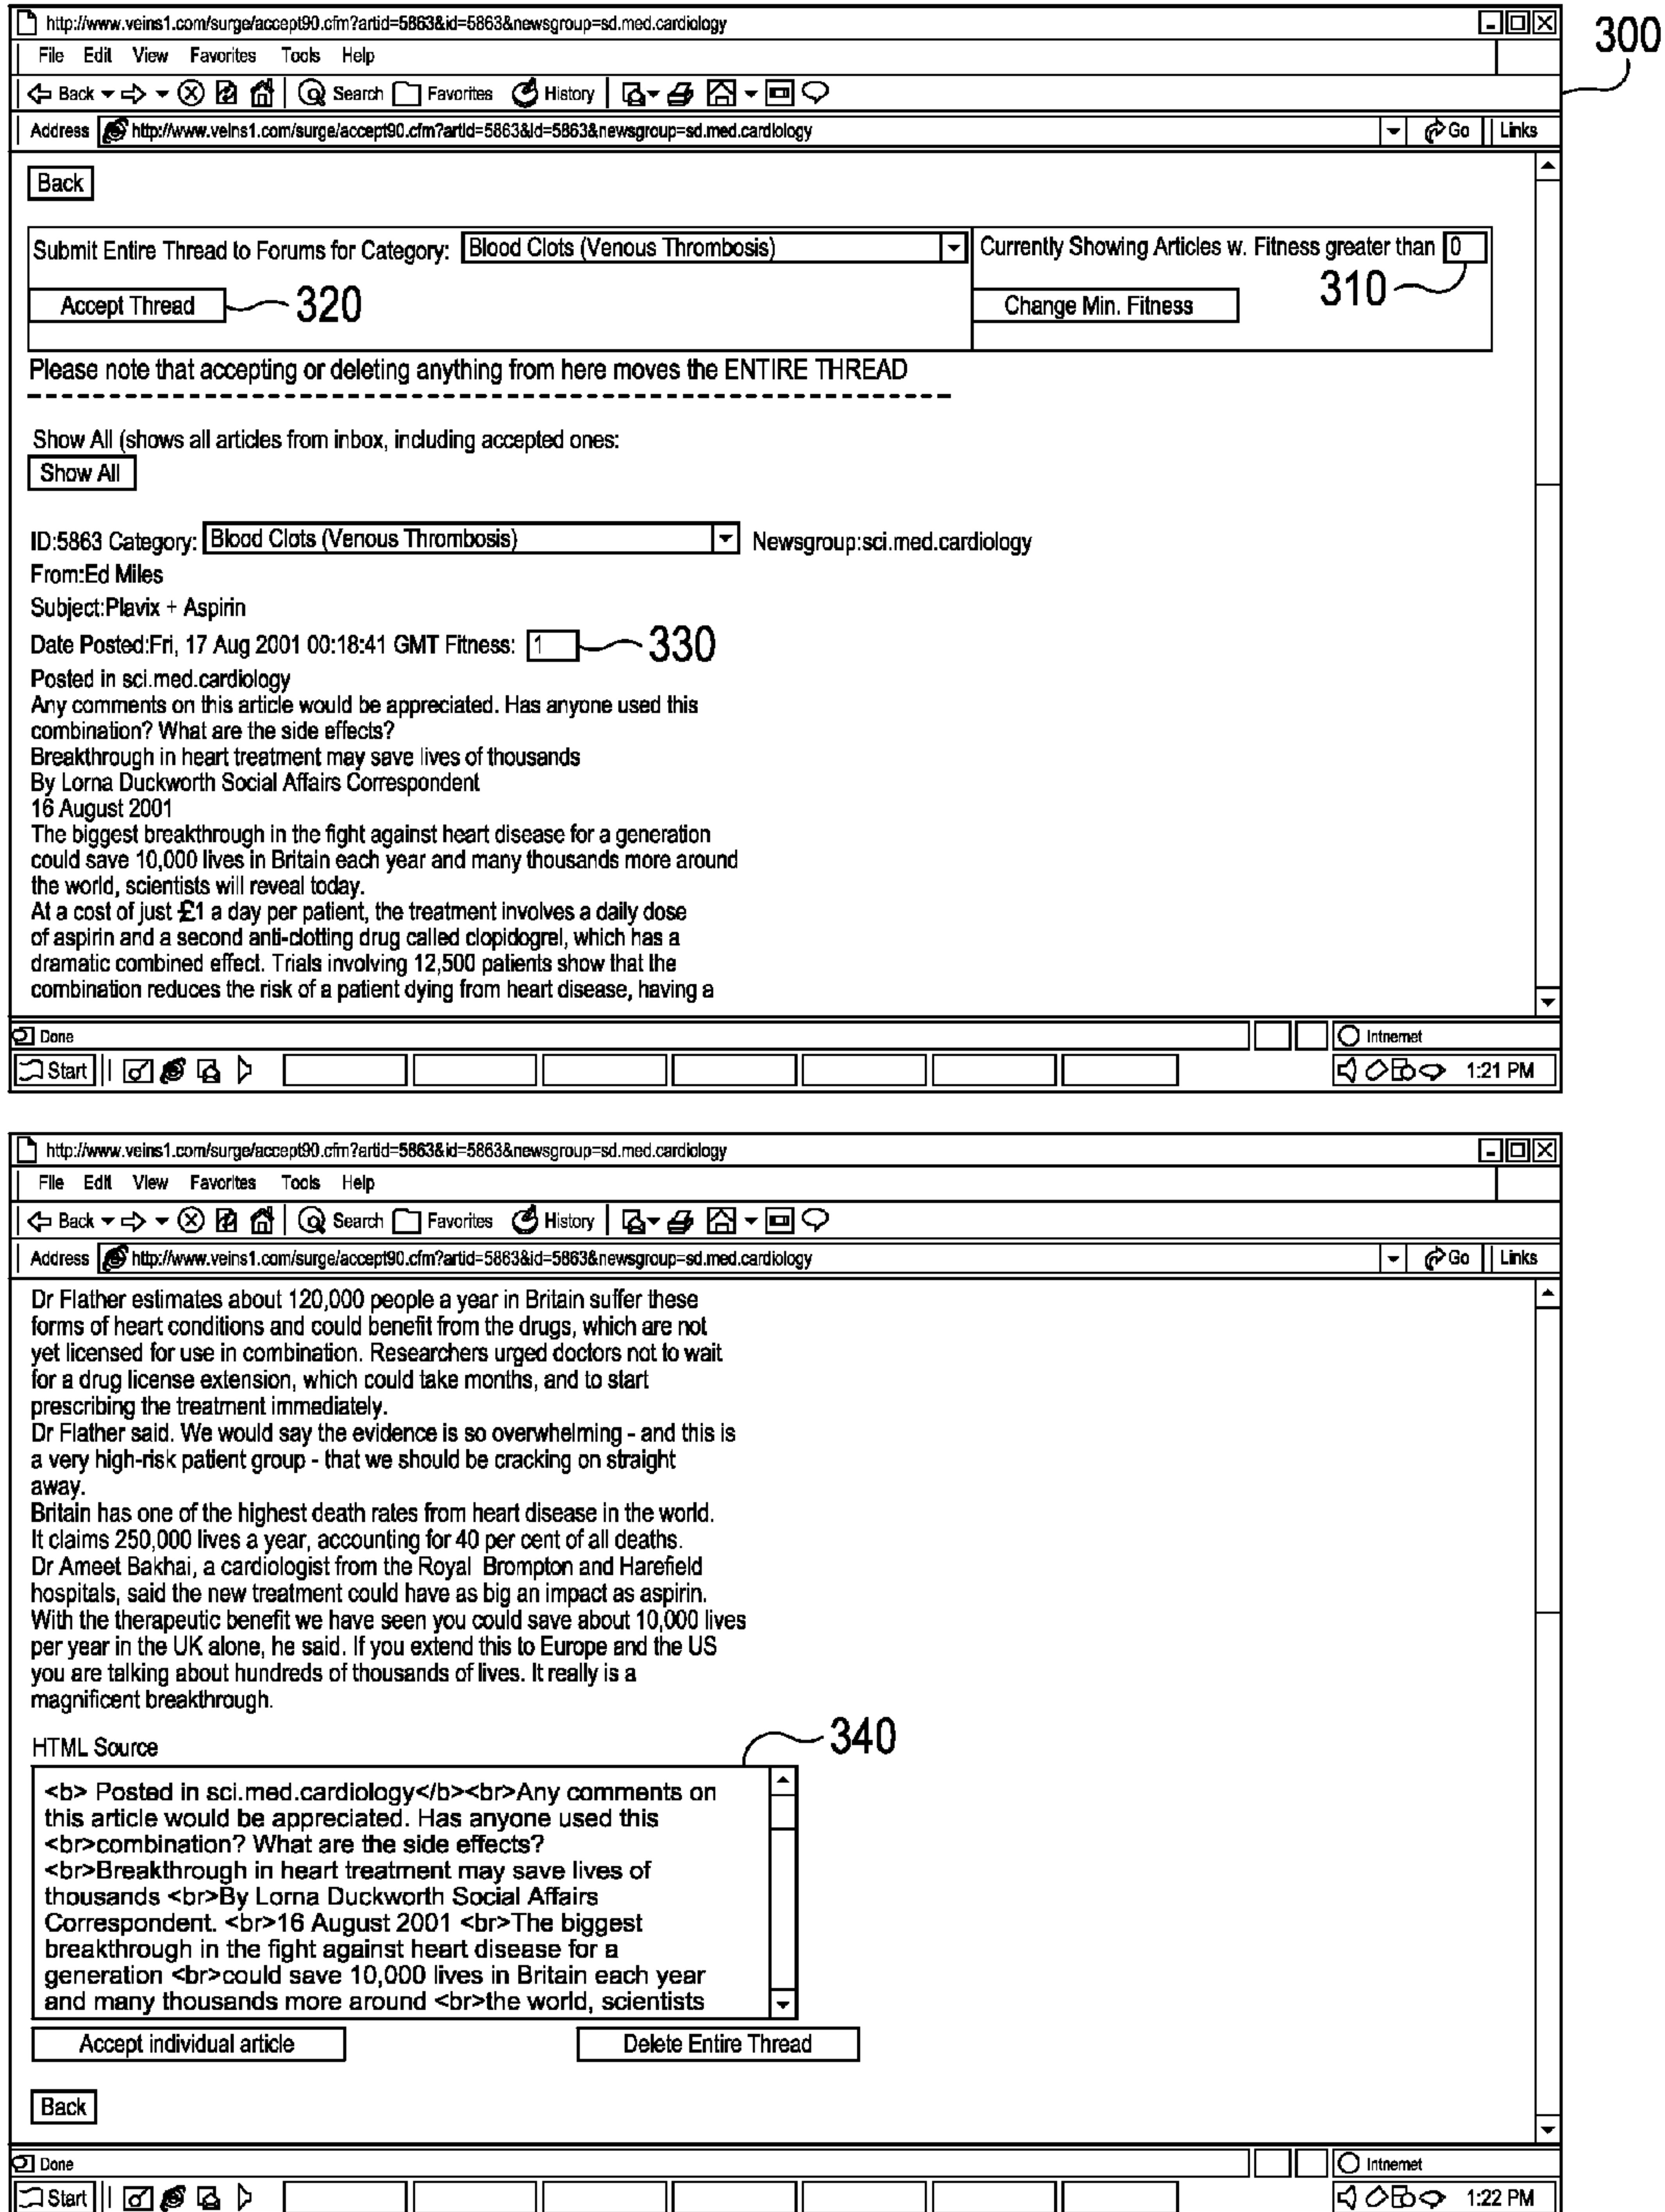 http://www.veins1.com/surge/accept90.cfm?artid=5863&id=5863&newsgroup=sd.med.cardiology
300
File Edit View Favorites Tools Help
Back Search Favorites History
Address http://www.veins1.com/surge/accept90.cfm?artid=5863&id=5863&newsgroup=sd.med.cardiology Go Links
Back
Submit Entire Thread to Forums for Category: Blood Clots (Venous Thrombosis) Currently Showing Articles w. Fitness greater than 0
Accept Thread 320 Change Min. Fitness 310
Please note that accepting or deleting anything from here moves the ENTIRE THREAD
Show All (shows all articles from inbox, including accepted ones:
Show All
ID:5863 Category: Blood Clots (Venous Thrombosis) Newsgroup:sci.med.cardiology
From:Ed Miles
Subject:Plavix + Aspirin
Date Posted:Fri, 17 Aug 2001 00:18:41 GMT Fitness: 1 330
Posted in sci.med.cardiology
Any comments on this article would be appreciated. Has anyone used this
combination? What are the side effects?
Breakthrough in heart treatment may save lives of thousands
By Lorna Duckworth Social Affairs Correspondent
16 August 2001
The biggest breakthrough in the fight against heart disease for a generation
could save 10,000 lives in Britain each year and many thousands more around
the world, scientists will reveal today.
At a cost of just £1 a day per patient, the treatment involves a daily dose
of aspirin and a second anti-clotting drug called clopidogrel, which has a
dramatic combined effect. Trials involving 12,500 patients show that the
combination reduces the risk of a patient dying from heart disease, having a
Done Intnemet
Start 1:21 PM
http://www.veins1.com/surge/accept90.cfm?artid=5863&id=5863&newsgroup=sd.med.cardiology
File Edit View Favorites Tools Help
Back Search Favorites History
Address http://www.veins1.com/surge/accept90.cfm?artid=5863&id=5863&newsgroup=sd.med.cardiology Go Links
Dr Flather estimates about 120,000 people a year in Britain suffer these
forms of heart conditions and could benefit from the drugs, which are not
yet licensed for use in combination. Researchers urged doctors not to wait
for a drug license extension, which could take months, and to start
prescribing the treatment immediately.
Dr Flather said. We would say the evidence is so overwhelming - and this is
a very high-risk patient group - that we should be cracking on straight
away.
Britain has one of the highest death rates from heart disease in the world.
It claims 250,000 lives a year, accounting for 40 per cent of all deaths.
Dr Ameet Bakhai, a cardiologist from the Royal Brompton and Harefield
hospitals, said the new treatment could have as big an impact as aspirin.
With the therapeutic benefit we have seen you could save about 10,000 lives
per year in the UK alone, he said. If you extend this to Europe and the US
you are talking about hundreds of thousands of lives. It really is a
magnificent breakthrough.
HTML Source 340
<b> Posted in sci.med.cardiology</b><br>Any comments on
this article would be appreciated. Has anyone used this
<br>combination? What are the side effects?
<br>Breakthrough in heart treatment may save lives of
thousands <br>By Lorna Duckworth Social Affairs
Correspondent. <br>16 August 2001 <br>The biggest
breakthrough in the fight against heart disease for a
generation <br>could save 10,000 lives in Britain each year
and many thousands more around <br>the world, scientists
Accept individual article Delete Entire Thread
Back
Done Intnemet
Start 1:22 PM